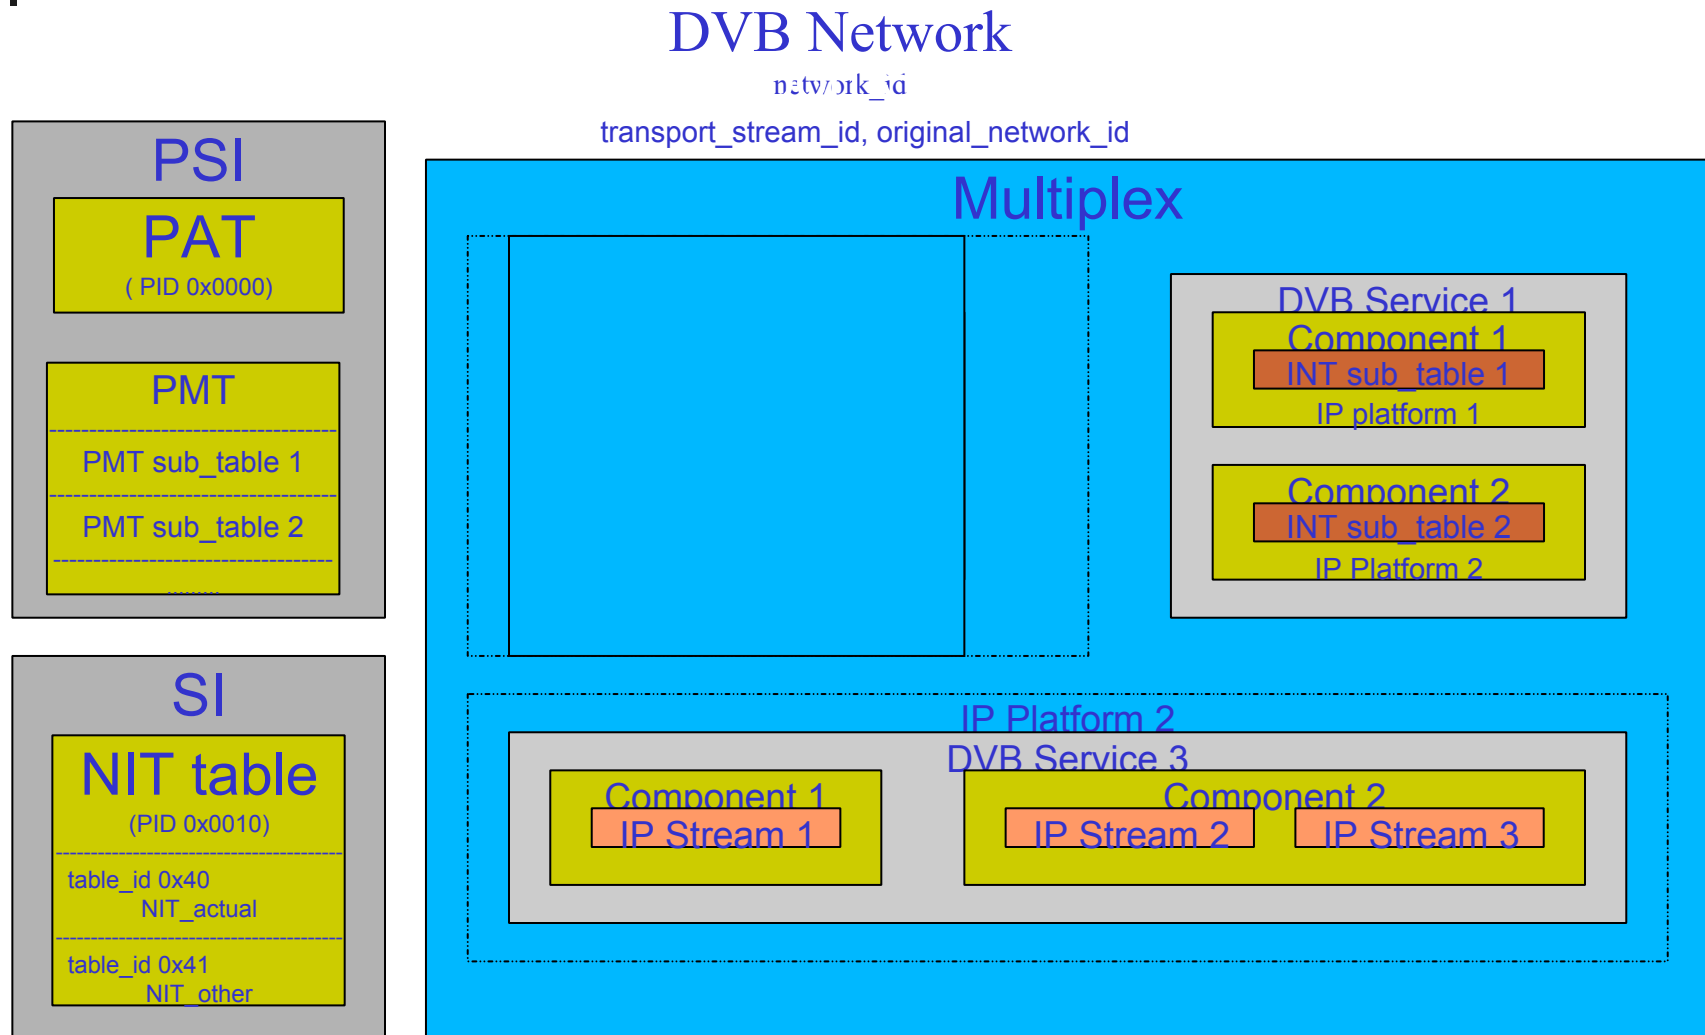 DVB Network
network_id
transport_stream_id, original_network_id
PSI
PAT
( PID 0x0000)
PMT
PMT sub_table 1
PMT sub_table 2
.........
SI
NIT table
(PID 0x0010)
table_id 0x40
NIT_actual
table_id 0x41
NIT_other
Multiplex
DVB Service 1
Component 1
INT sub_table 1
IP platform 1
Component 2
INT sub_table 2
IP Platform 2
IP Platform 2
DVB Service 3
Component 1
IP Stream 1
Component 2
IP Stream 2
IP Stream 3